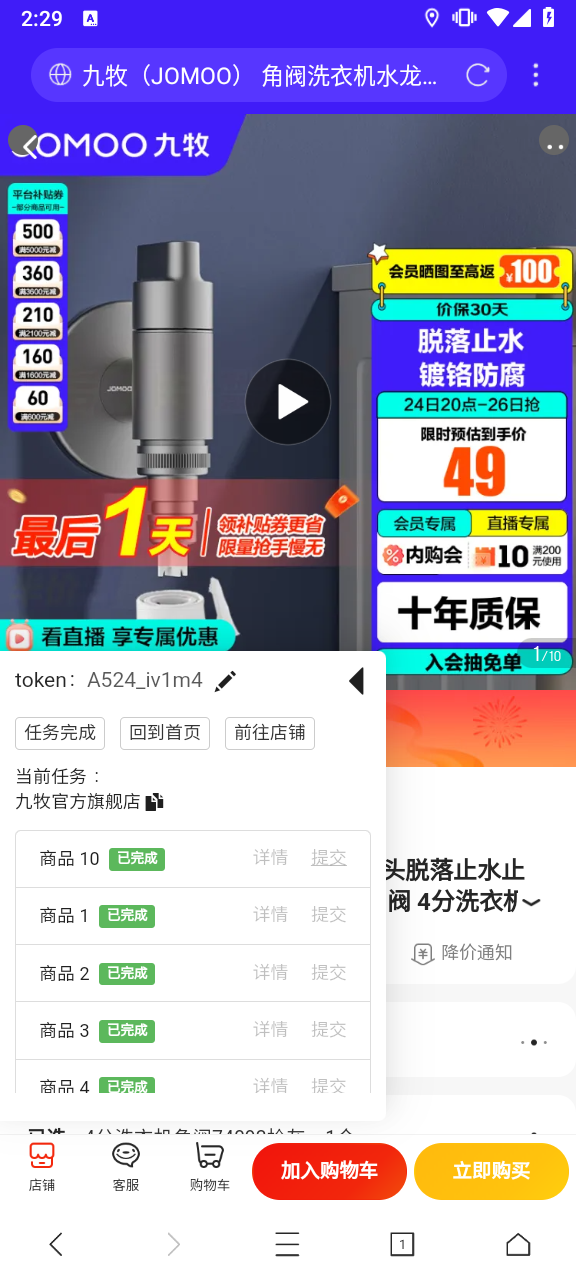 2:29
A
九牧（JOMOO） 角阀洗衣机水龙...
JOMOO 九牧
平台补贴券
-部分商品可用-
500
满5000元减
360
满3600元减
210
满2100元减
160
满1600元减
60
满600元减
JOMOO
会员晒图至高返 ¥100
价保30天
脱落止水
镀铬防腐
24日20点-26日抢
限时预估到手价
49
会员专属 直播专属
%内购会 10 满200元使用
十年质保
入会抽免单
最后1天
领补贴券更省
限量抢手慢无
看直播 享专属优惠
1/10
token： A524_iv1m4
任务完成 回到首页 前往店铺
当前任务：
九牧官方旗舰店
商品 10 已完成 详情 提交
商品 1 已完成 详情 提交
商品 2 已完成 详情 提交
商品 3 已完成 详情 提交
商品 4 已完成 详情 提交
头脱落止水止
阀 4分洗衣机
降价通知
店铺
客服
购物车
加入购物车
立即购买
1